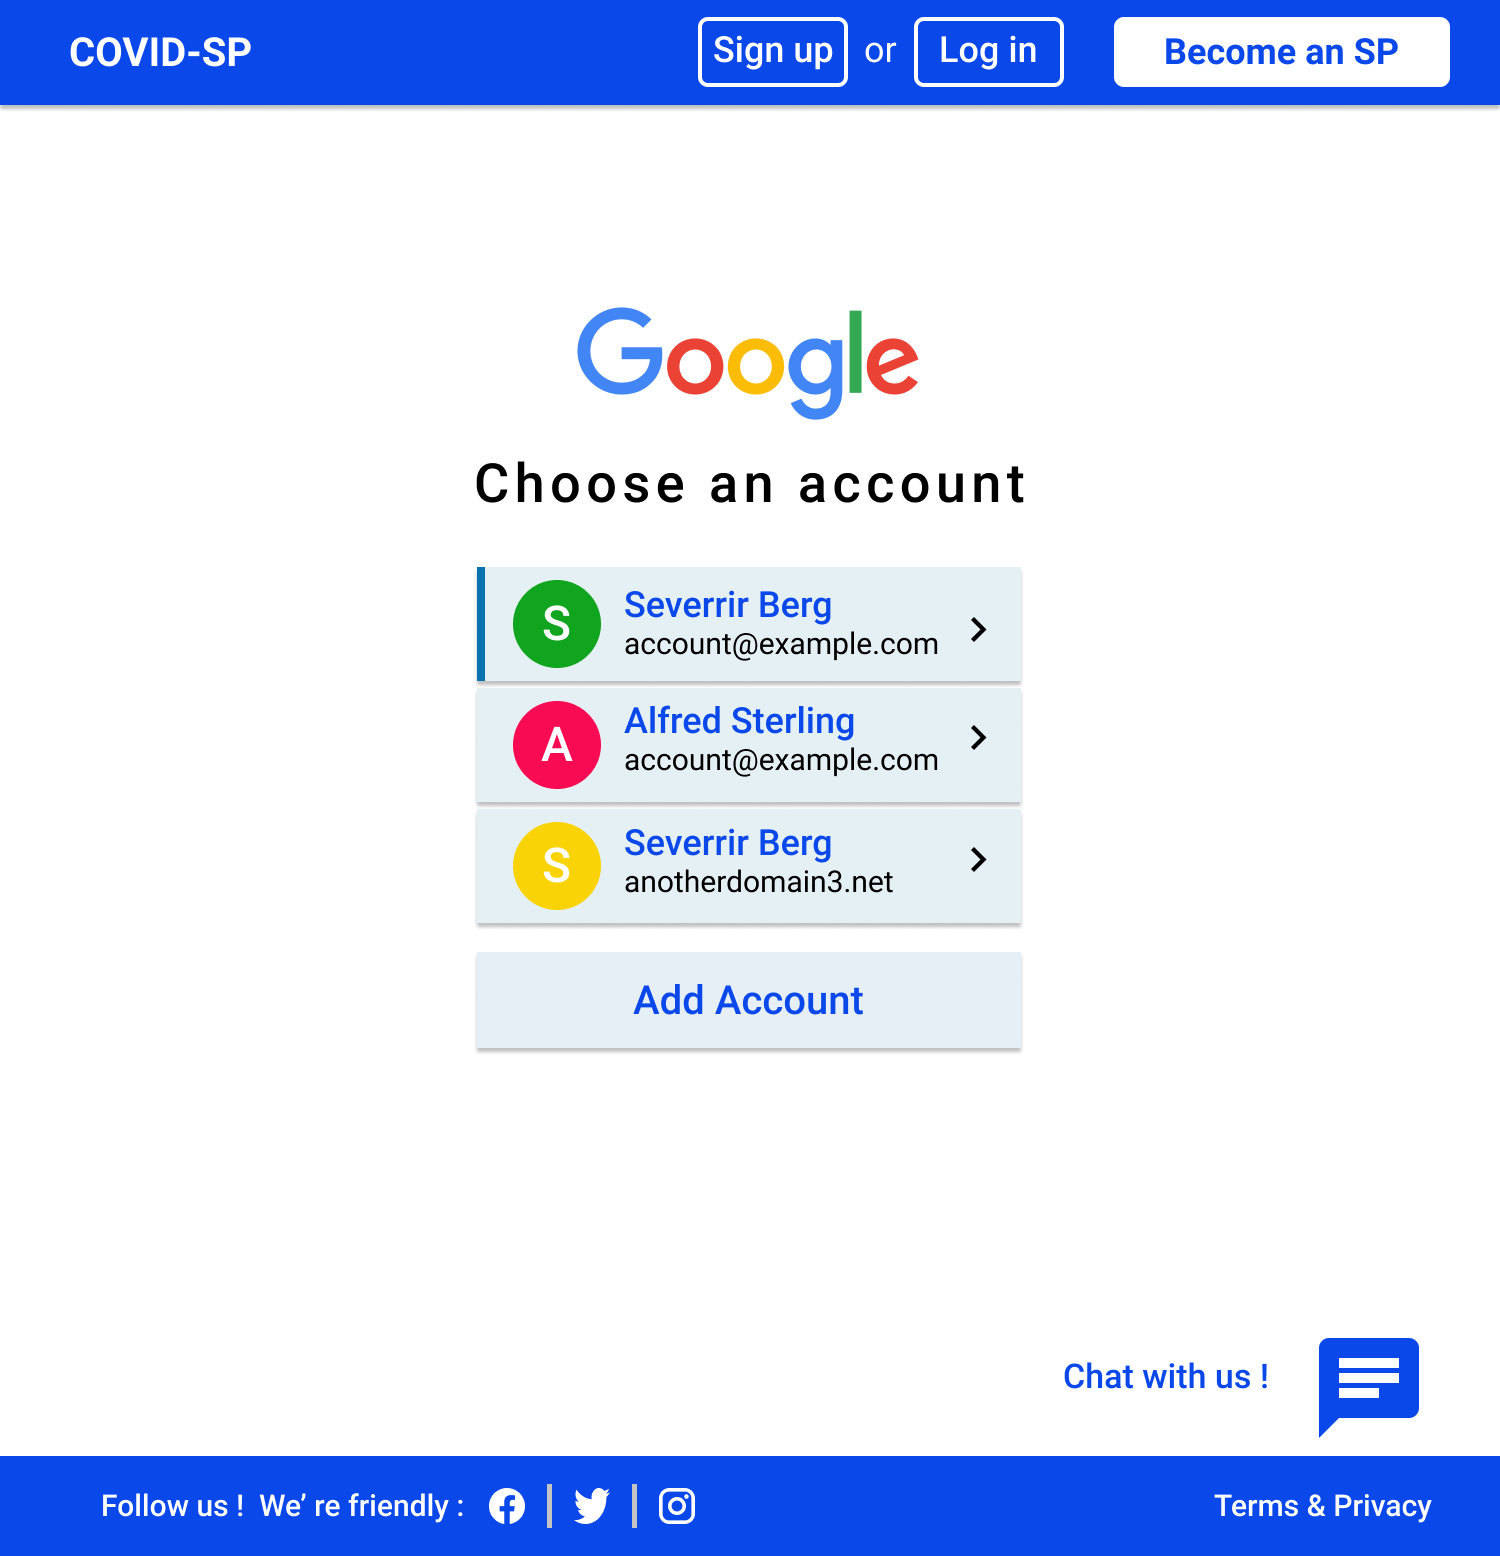 COVID-SP
Sign up or Log in
Become an SP
Google
Choose an account
S
Severrir Berg
account@example.com
A
Alfred Sterling
account@example.com
S
Severrir Berg
anotherdomain3.net
Add Account
Chat with us !
Follow us !  We’ re friendly :
Terms & Privacy